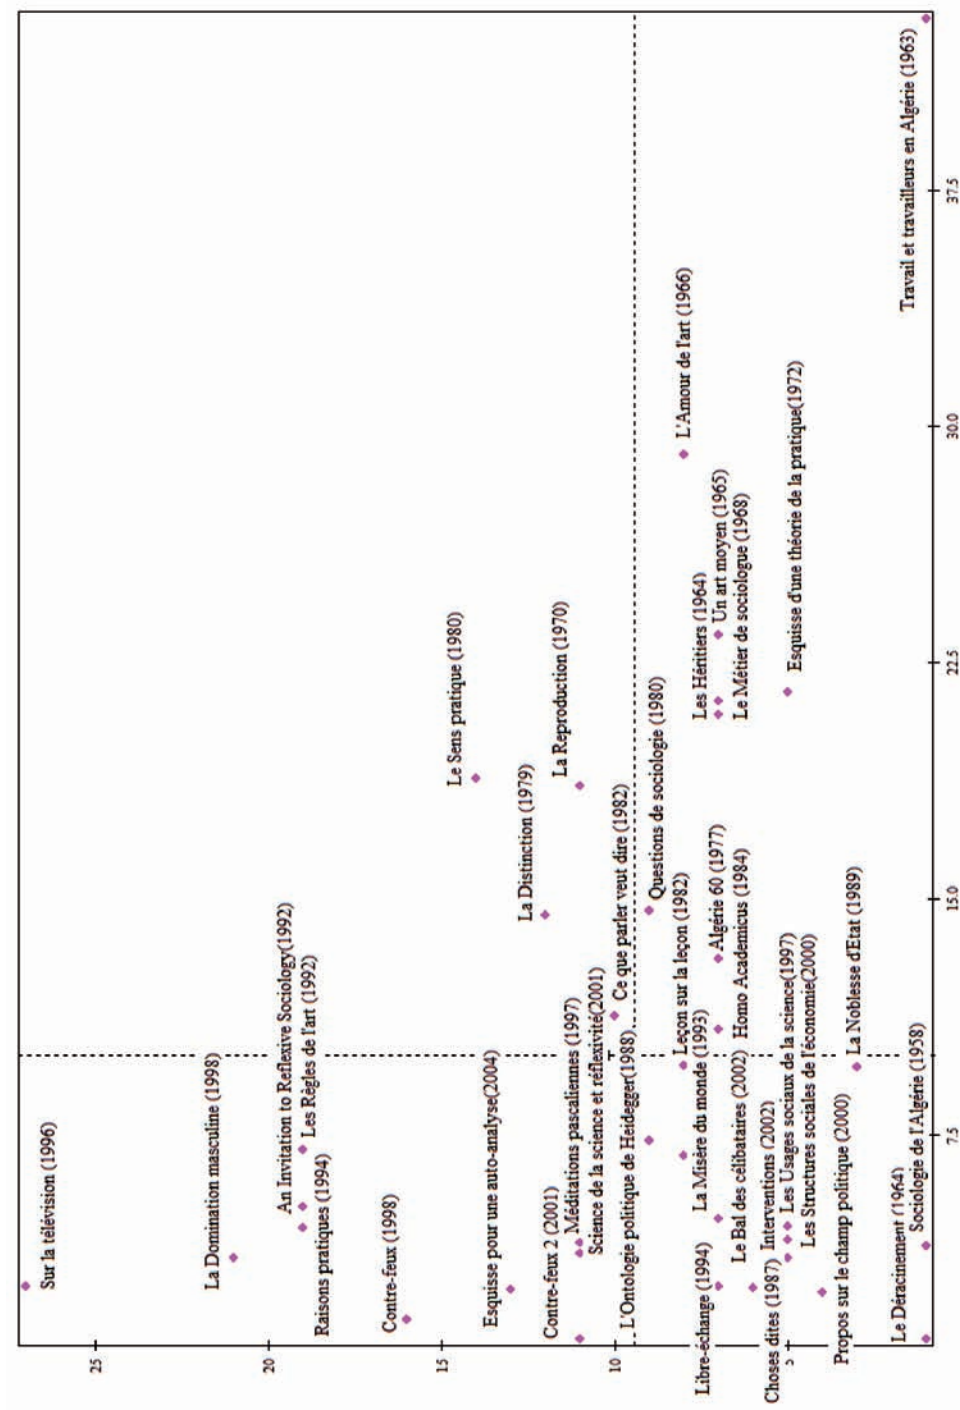 Sur la télévision (1996)
La Domination masculine (1998)
An Invitation to Reflexive Sociology(1992)
Les Règles de l'art (1992)
Raisons pratiques (1994)
Contre-feux (1998)
Le Sens pratique (1980)
Esquisse pour une auto-analyse(2004)
La Distinction (1979)
Contre-feux 2 (2001)
La Reproduction (1970)
Méditations pascaliennes (1997)
Science de la science et réflexivité(2001)
Ce que parler veut dire (1982)
L'Ontologie politique de Heidegger(1988)
Questions de sociologie (1980)
Leçon sur la leçon (1982)
L'Amour de l'art (1966)
La Misère du monde (1993)
Libre-échange (1994)
Les Héritiers (1964)
Algérie 60 (1977)
Un art moyen (1965)
Le Bal des célibataires (2002)
Homo Academicus (1984)
Le Métier de sociologue (1968)
Interventions (2002)
Choses dites (1987)
Les Usages sociaux de la science(1997)
Esquisse d'une théorie de la pratique(1972)
Les Structures sociales de l'économie(2000)
Propos sur le champ politique (2000)
La Noblesse d'Etat (1989)
Le Déracinement (1964)
Sociologie de l'Algérie (1958)
Travail et travailleurs en Algérie (1963)
25
20
15
10
5
7.5
15.0
22.5
30.0
37.5